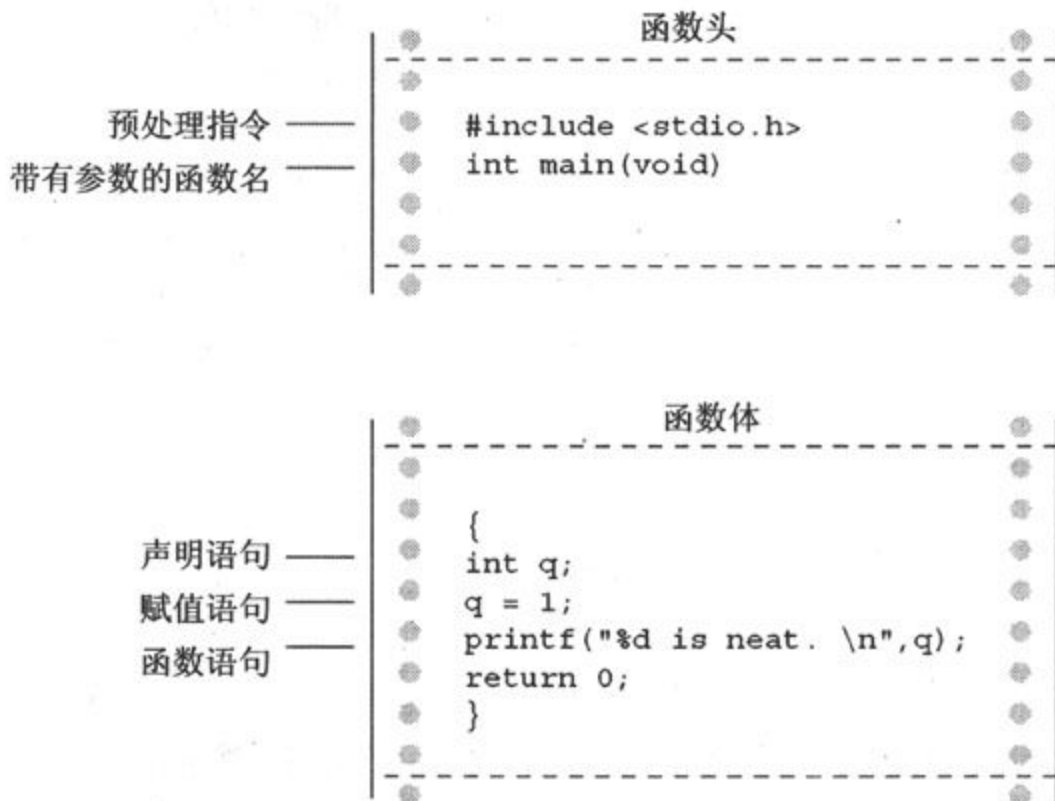 函数头
预处理指令
#include <stdio.h>
带有参数的函数名
int main(void)
函数体
{
声明语句
int q;
赋值语句
q = 1;
函数语句
printf("%d is neat. \n",q);
return 0;
}